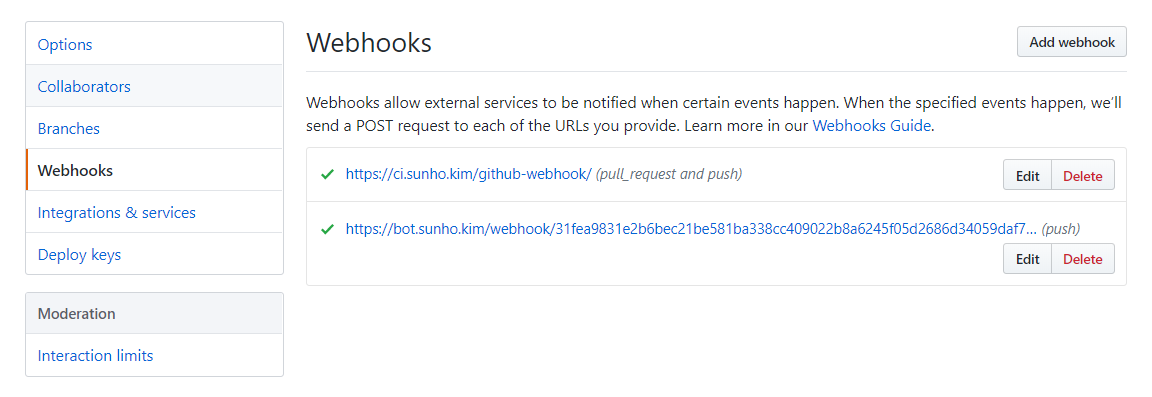 Options
Collaborators
Branches
Webhooks
Integrations & services
Deploy keys
Moderation
Interaction limits
Webhooks
Add webhook
Webhooks allow external services to be notified when certain events happen. When the specified events happen, we’ll
send a POST request to each of the URLs you provide. Learn more in our Webhooks Guide.
https://ci.sunho.kim/github-webhook/ (pull_request and push)
Edit Delete
https://bot.sunho.kim/webhook/31fea9831e2b6bec21be581ba338cc409022b8a6245f05d2686d34059daf7... (push)
Edit Delete